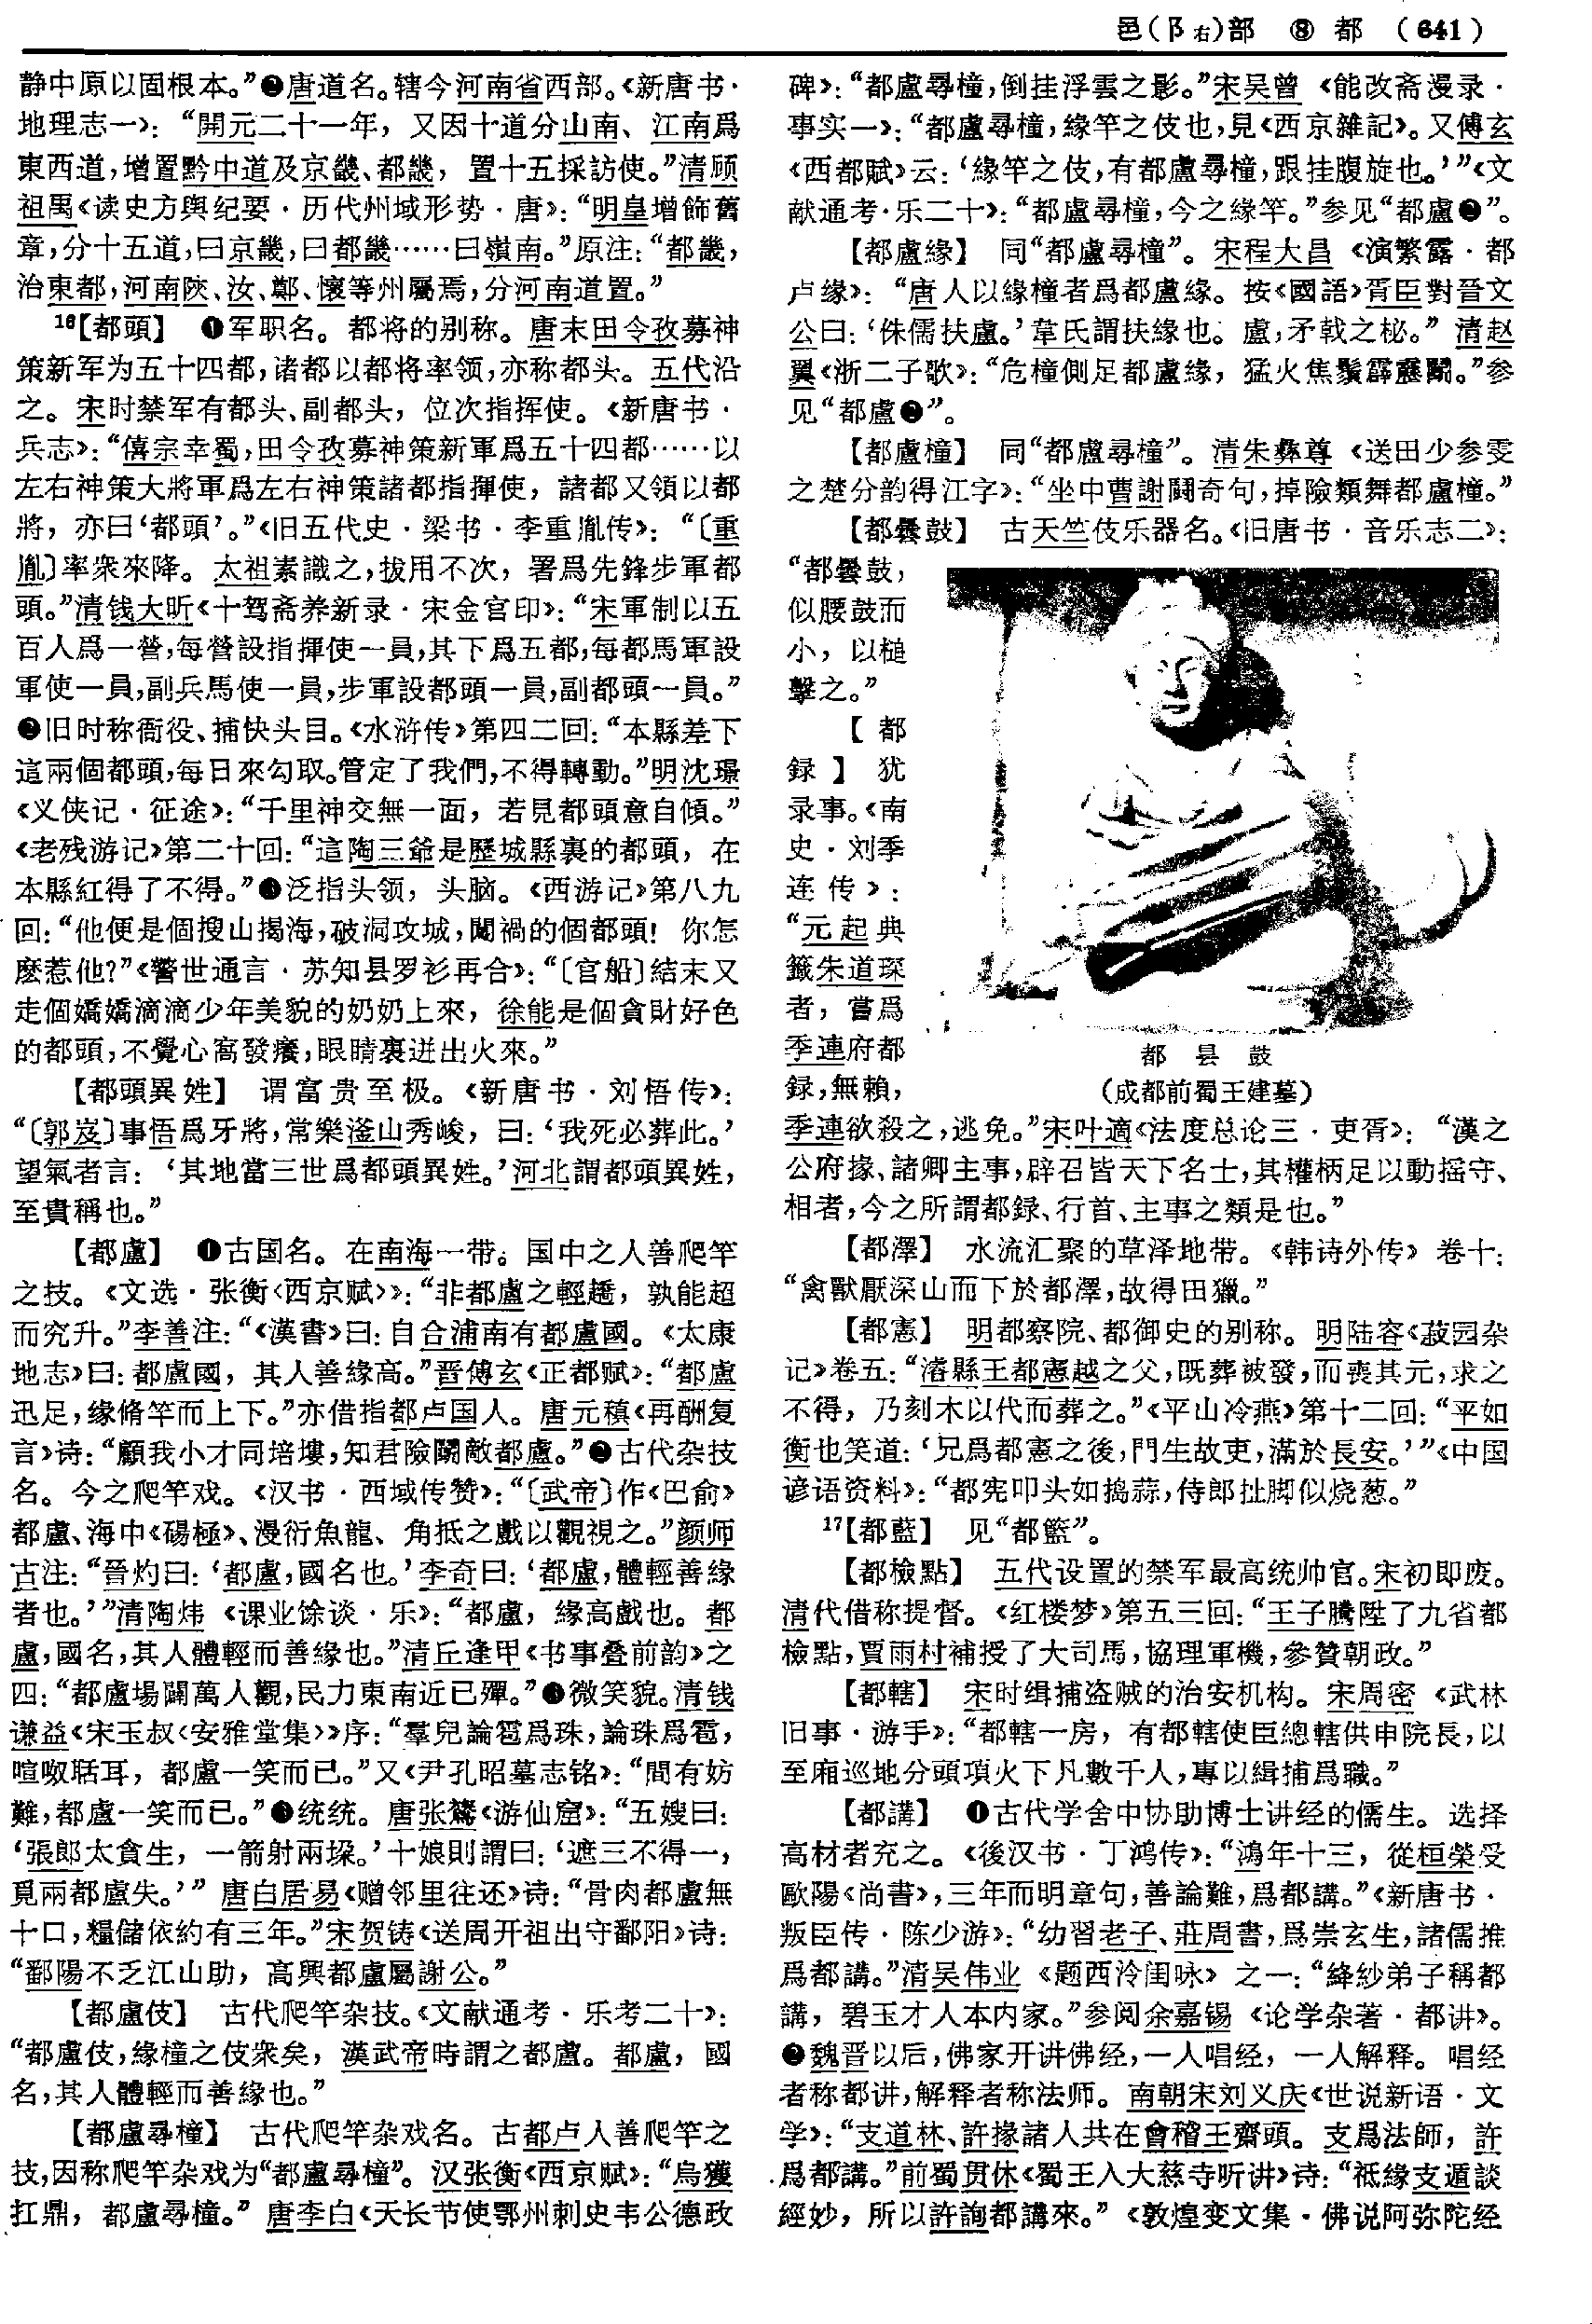 邑(阝右)部　⑧　都　(641)
静中原以固根本。”❷唐道名。辖今河南省西部。《新唐书·
地理志一》：“開元二十一年，又因十道分山南、江南爲
東西道，增置黔中道及京畿、都畿，置十五採訪使。”清顾
祖禹《读史方舆纪要·历代州域形势·唐》：“明皇增飾舊
章，分十五道，曰京畿，曰都畿……曰嶺南。”原注：“都畿，
治東都，河南陝、汝、鄭、懷等州屬焉，分河南道置。”
16【都頭】　❶军职名。都将的别称。唐末田令孜募神
策新军为五十四都，诸都以都将率领，亦称都头。五代沿
之。宋时禁军有都头、副都头，位次指挥使。《新唐书·
兵志》：“僖宗幸蜀，田令孜募神策新軍爲五十四都……以
左右神策大將軍爲左右神策諸都指揮使，諸都又領以都
將，亦曰‘都頭’。”《旧五代史·梁书·李重胤传》：“〔重
胤〕率衆來降。太祖素識之，拔用不次，署爲先鋒步軍都
頭。”清钱大昕《十驾斋养新录·宋金官印》：“宋軍制以五
百人爲一營，每營設指揮使一員，其下爲五都，每都馬軍設
軍使一員，副兵馬使一員，步軍設都頭一員，副都頭一員。”
❷旧时称衙役、捕快头目。《水浒传》第四二回：“本縣差下
這兩個都頭，每日來勾取。管定了我們，不得轉動。”明沈璟
《义侠记·征途》：“千里神交無一面，若見都頭意自傾。”
《老残游记》第二十回：“這陶三爺是歷城縣裏的都頭，在
本縣紅得了不得。”❸泛指头领，头脑。《西游记》第八九
回：“他便是個搜山揭海，破洞攻城，闖禍的個都頭！你怎
麽惹他？”《警世通言·苏知县罗衫再合》：“〔官船〕結末又
走個嬌嬌滴滴少年美貌的奶奶上來，徐能是個貪財好色
的都頭，不覺心窩發癢，眼睛裏迸出火來。”
【都頭異姓】　谓富贵至极。《新唐书·刘悟传》：
“〔郭岌〕事悟爲牙將，常樂滏山秀峻，曰：‘我死必葬此。’
望氣者言：‘其地當三世爲都頭異姓。’河北謂都頭異姓，
至貴稱也。”
【都盧】　❶古国名。在南海一带。国中之人善爬竿
之技。《文选·张衡〈西京赋〉》：“非都盧之輕趫，孰能超
而究升。”李善注：“《漢書》曰：自合浦南有都盧國。《太康
地志》曰：都盧國，其人善緣高。”晋傅玄《正都赋》：“都盧
迅足，緣脩竿而上下。”亦借指都卢国人。唐元稹《再酬复
言》诗：“顧我小才同培塿，知君險鬭敵都盧。”❷古代杂技
名。今之爬竿戏。《汉书·西域传赞》：“〔武帝〕作《巴俞》
都盧、海中《碭極》、漫衍魚龍、角抵之戲以觀視之。”颜师
古注：“晉灼曰：‘都盧，國名也。’李奇曰：‘都盧，體輕善緣
者也。’”清陶炜《课业馀谈·乐》：“都盧，緣高戲也。都
盧，國名，其人體輕而善緣也。”清丘逢甲《书事叠前韵》之
四：“都盧場闢萬人觀，民力東南近已殫。”❸微笑貌。清钱
谦益《宋玉叔〈安雅堂集〉》序：“羣兒論雹爲珠，論珠爲雹，
喧呶聒耳，都盧一笑而已。”又《尹孔昭墓志铭》：“間有妨
難，都盧一笑而已。”❹统统。唐张鷟《游仙窟》：“五嫂曰：
‘張郎太貪生，一箭射兩垛。’十娘則謂曰：‘遮三不得一，
覓兩都盧失。’”唐白居易《赠邻里往还》诗：“骨肉都盧無
十口，糧儲依約有三年。”宋贺铸《送周开祖出守鄱阳》诗：
“鄱陽不乏江山助，高興都盧屬謝公。”
【都盧伎】　古代爬竿杂技。《文献通考·乐考二十》：
“都盧伎，緣橦之伎衆矣，漢武帝時謂之都盧。都盧，國
名，其人體輕而善緣也。”
【都盧尋橦】　古代爬竿杂戏名。古都卢人善爬竿之
技，因称爬竿杂戏为“都盧尋橦”。汉张衡《西京赋》：“烏獲
扛鼎，都盧尋橦。”唐李白《天长节使鄂州刺史韦公德政
碑》：“都盧尋橦，倒挂浮雲之影。”宋吴曾《能改斋漫录·
事实一》：“都盧尋橦，緣竿之伎也，見《西京雜記》。又傅玄
《西都賦》云：‘緣竿之伎，有都盧尋橦，跟挂腹旋也。’”《文
献通考·乐二十》：“都盧尋橦，今之緣竿。”参见“都盧❷”。
【都盧緣】　同“都盧尋橦”。宋程大昌《演繁露·都
卢缘》：“唐人以緣橦者爲都盧緣。按《國語》胥臣對晉文
公曰：‘侏儒扶盧。’韋氏謂扶緣也。盧，矛戟之柲。”清赵
翼《浙二子歌》：“危橦側足都盧緣，猛火焦鬚霹靂鬭。”参
见“都盧❷”。
【都盧橦】　同“都盧尋橦”。清朱彝尊《送田少参雯
之楚分韵得江字》：“坐中曹謝鬭奇句，掉險類舞都盧橦。”
【都曇鼓】　古天竺伎乐器名。《旧唐书·音乐志二》：
“都曇鼓，
似腰鼓而
小，以槌
擊之。”
【都
録】犹
录事。《南
史·刘季
连传》：
“元起典
籖朱道琛
者，嘗爲
季連府都
録，無賴，
都昙鼓
（成都前蜀王建墓）
季連欲殺之，逃免。”宋叶適《法度总论三·吏胥》：“漢之
公府掾、諸卿主事，辟召皆天下名士，其權柄足以動摇守、
相者，今之所謂都録、行首、主事之類是也。”
【都澤】　水流汇聚的草泽地带。《韩诗外传》卷十：
“禽獸厭深山而下於都澤，故得田獵。”
【都憲】　明都察院、都御史的别称。明陆容《菽园杂
记》卷五：“濬縣王都憲越之父，既葬被發，而喪其元，求之
不得，乃刻木以代而葬之。”《平山冷燕》第十二回：“平如
衡也笑道：‘兄爲都憲之後，門生故吏，滿於長安。’”《中国
谚语资料》：“都宪叩头如捣蒜，侍郎扯脚似烧葱。”
17【都藍】　见“都籃”。
【都檢點】　五代设置的禁军最高统帅官。宋初即废。
清代借称提督。《红楼梦》第五三回：“王子騰陞了九省都
檢點，賈雨村補授了大司馬，協理軍機，參贊朝政。”
【都轄】　宋时缉捕盗贼的治安机构。宋周密《武林
旧事·游手》：“都轄一房，有都轄使臣總轄供申院長，以
至廂巡地分頭項火下凡數千人，專以緝捕爲職。”
【都講】　❶古代学舍中协助博士讲经的儒生。选择
高材者充之。《後汉书·丁鸿传》：“鴻年十三，從桓榮受
歐陽《尚書》，三年而明章句，善論難，爲都講。”《新唐书·
叛臣传·陈少游》：“幼習老子、莊周書，爲崇玄生，諸儒推
爲都講。”清吴伟业《题西泠闺咏》之一：“絳紗弟子稱都
講，碧玉才人本内家。”参阅余嘉锡《论学杂著·都讲》。
❷魏晋以后，佛家开讲佛经，一人唱经，一人解释。唱经
者称都讲，解释者称法师。南朝宋刘义庆《世说新语·文
学》：“支道林、許掾諸人共在會稽王齋頭。支爲法師，許
爲都講。”前蜀贯休《蜀王入大慈寺听讲》诗：“祇緣支遁談
經妙，所以許詢都講來。”《敦煌变文集·佛说阿弥陀经